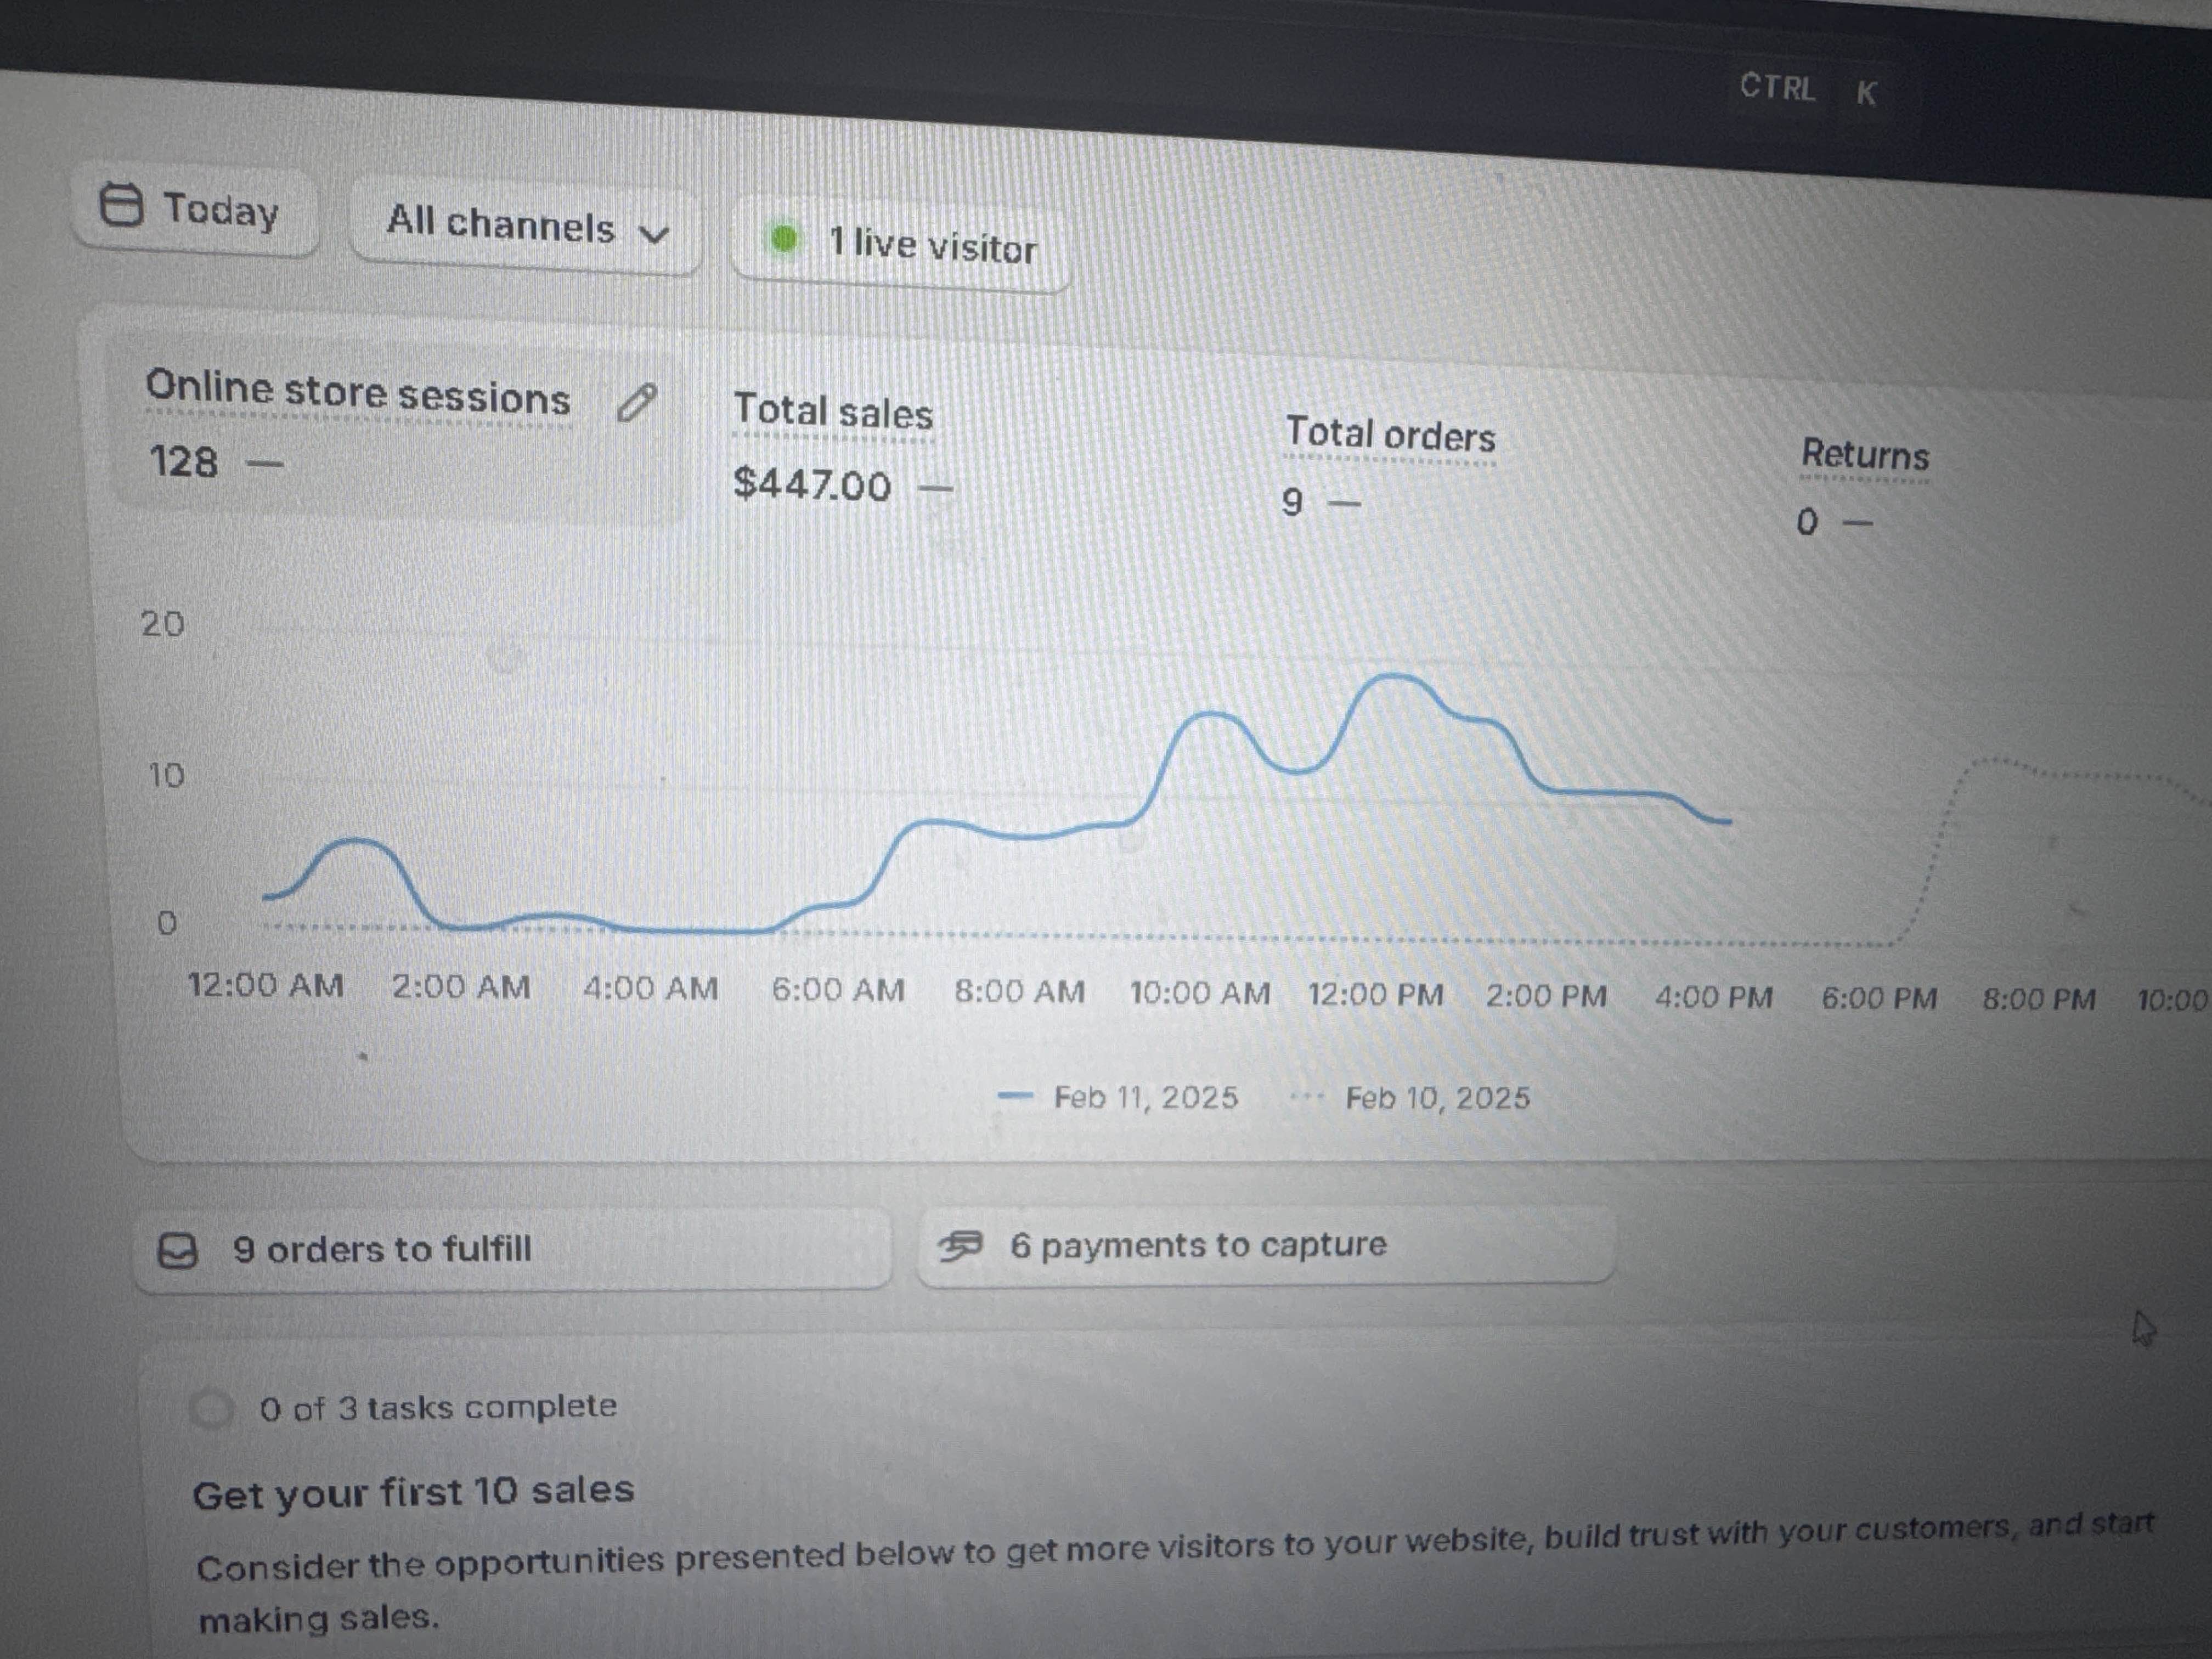 CTRL K
Today
All channels
1 live visitor
Online store sessions
128 —
Total sales
$447.00 —
Total orders
9 —
Returns
0 —
20
10
0
12:00 AM 2:00 AM 4:00 AM 6:00 AM 8:00 AM 10:00 AM 12:00 PM 2:00 PM 4:00 PM 6:00 PM 8:00 PM 10:00
Feb 11, 2025 Feb 10, 2025
9 orders to fulfill
6 payments to capture
0 of 3 tasks complete
Get your first 10 sales
Consider the opportunities presented below to get more visitors to your website, build trust with your customers, and start
making sales.